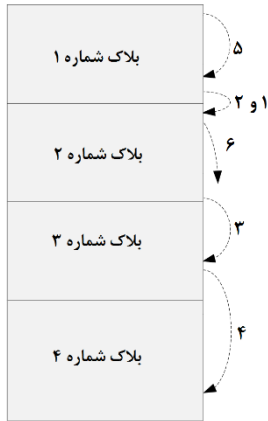 بلاک شماره ۱
۵
۱ و ۲
بلاک شماره ۲
۶
بلاک شماره ۳
۳
بلاک شماره ۴
۴